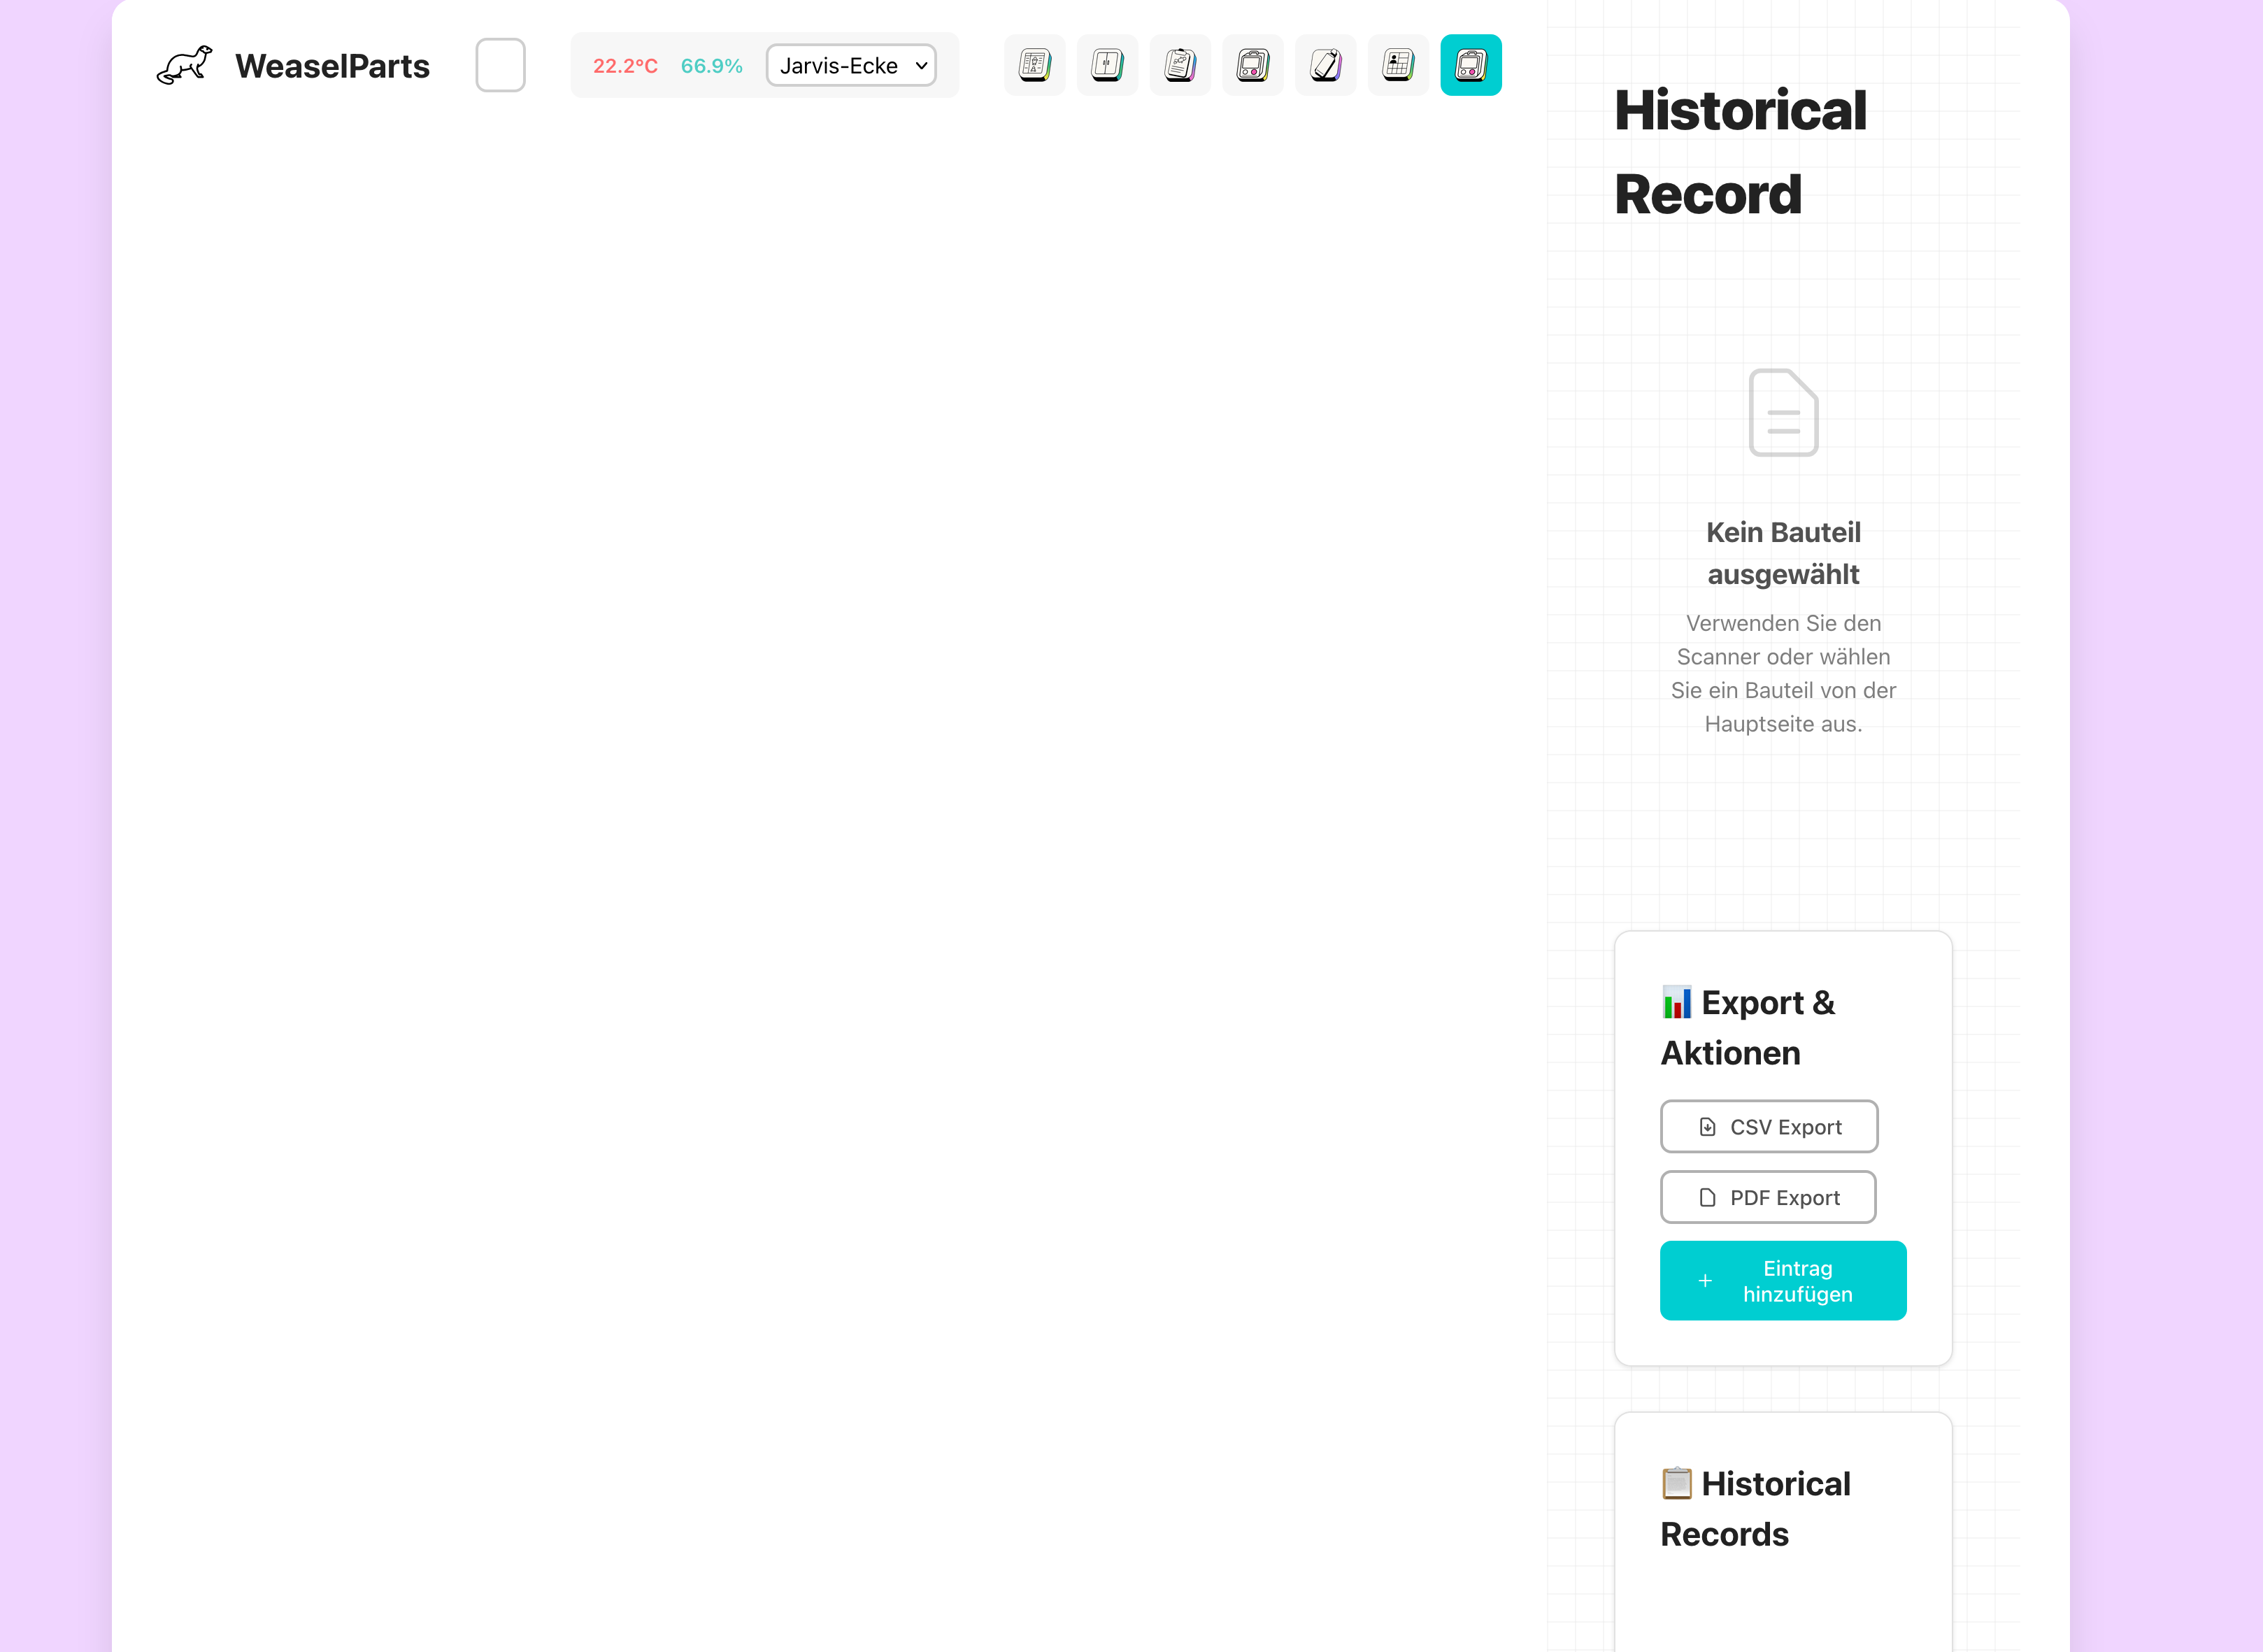 WeaselParts
22.2°C 66.9% Jarvis-Ecke
Historical
Record
Kein Bauteil
ausgewählt
Verwenden Sie den
Scanner oder wählen
Sie ein Bauteil von der
Hauptseite aus.
📊 Export &
Aktionen
CSV Export
PDF Export
+ Eintrag
hinzufügen
📋 Historical
Records